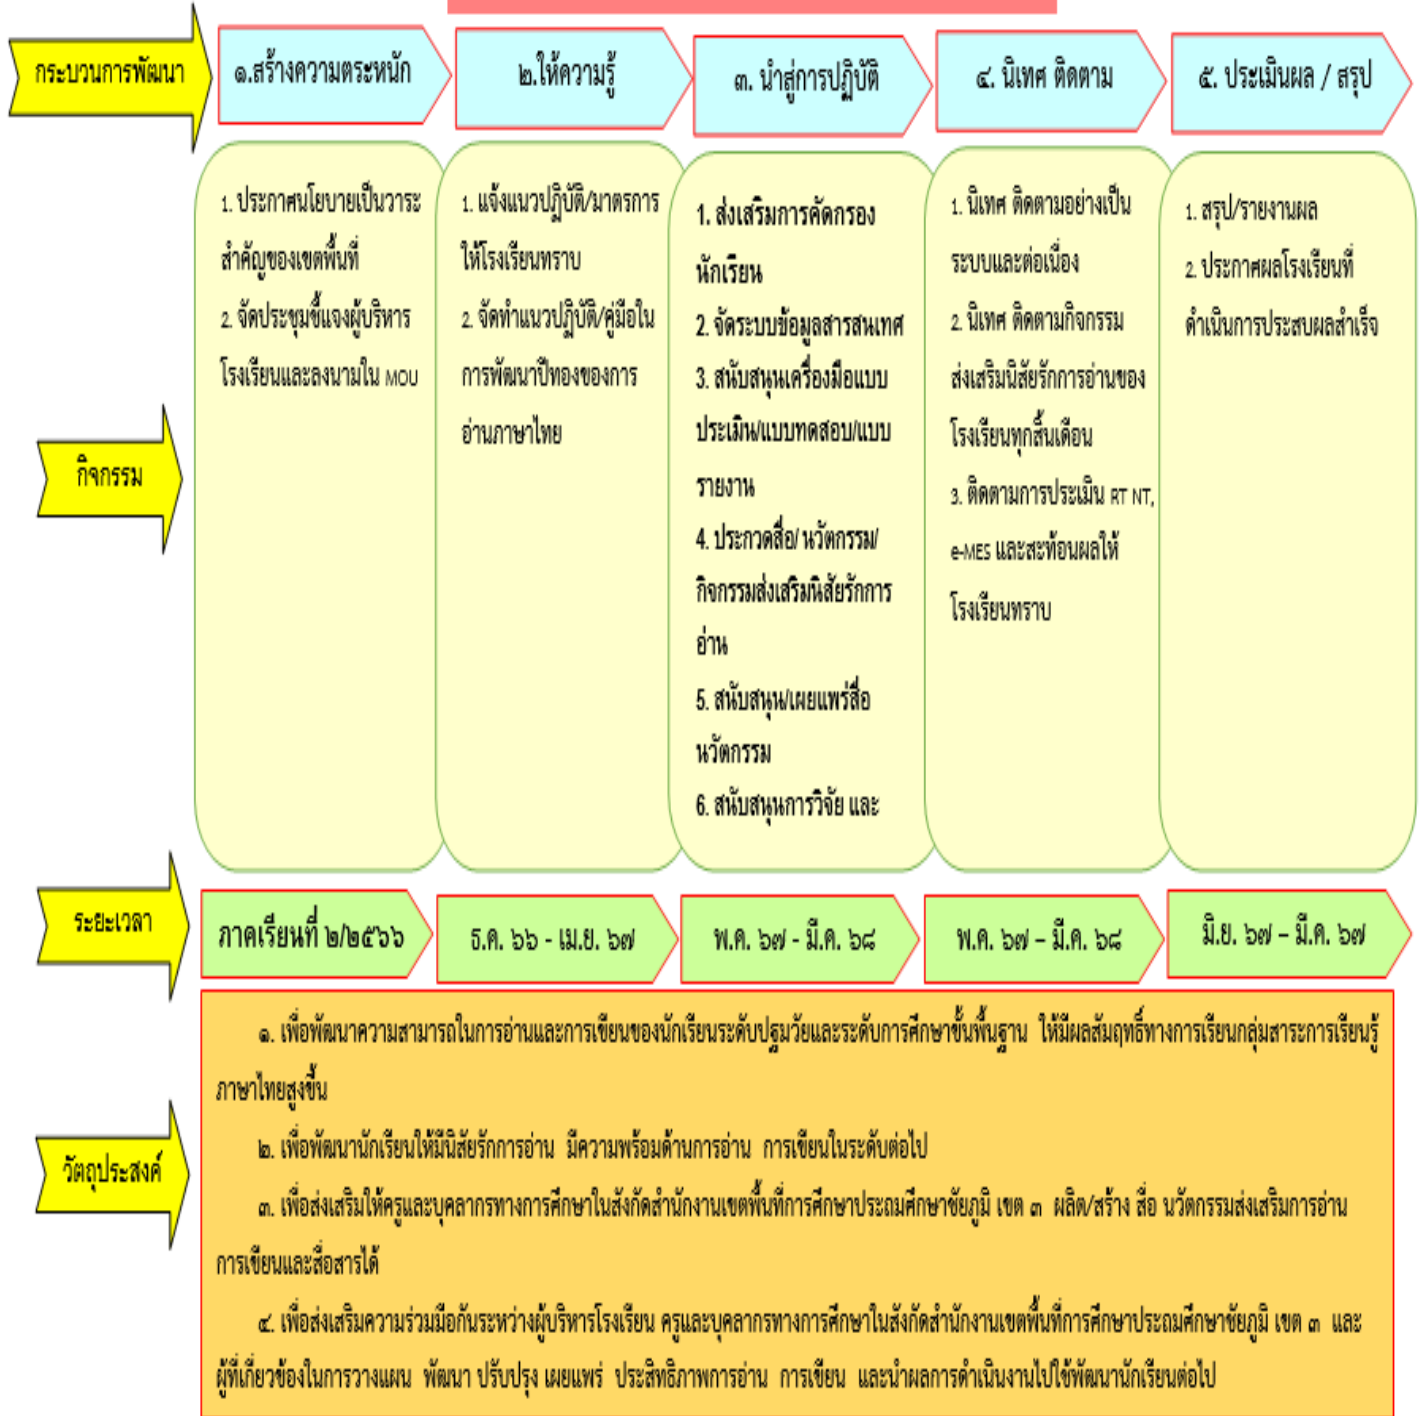 กระบวนการพัฒนา
๑.สร้างความตระหนัก
๒.ให้ความรู้
๓. นำสู่การปฏิบัติ
๔. นิเทศ ติดตาม
๕. ประเมินผล / สรุป
กิจกรรม
1. ประกาศนโยบายเป็นวาระ
สำคัญของเขตพื้นที่
2. จัดประชุมชี้แจงผู้บริหาร
โรงเรียนและลงนามใน MOU
1. แจ้งแนวปฏิบัติ/มาตรการ
ให้โรงเรียนทราบ
2. จัดทำแนวปฏิบัติ/คู่มือใน
การพัฒนาปีทองของการ
อ่านภาษาไทย
1. ส่งเสริมการคัดกรอง
นักเรียน
2. จัดระบบข้อมูลสารสนเทศ
3. สนับสนุนเครื่องมือแบบ
ประเมิน/แบบทดสอบ/แบบ
รายงาน
4. ประกวดสื่อ/ นวัตกรรม/
กิจกรรมส่งเสริมนิสัยรักการ
อ่าน
5. สนับสนุน/เผยแพร่สื่อ
นวัตกรรม
6. สนับสนุนการวิจัย และ
1. นิเทศ ติดตามอย่างเป็น
ระบบและต่อเนื่อง
2. นิเทศ ติดตามกิจกรรม
ส่งเสริมนิสัยรักการอ่านของ
โรงเรียนทุกสิ้นเดือน
3. ติดตามการประเมิน RT NT,
e-MES และสะท้อนผลให้
โรงเรียนทราบ
1. สรุป/รายงานผล
2. ประกาศผลโรงเรียนที่
ดำเนินการประสบผลสำเร็จ
ระยะเวลา
ภาคเรียนที่ ๒/๒๕๖๖
ธ.ค. ๖๖ - เม.ย. ๖๗
พ.ค. ๖๗ - มี.ค. ๖๘
พ.ค. ๖๗ – มี.ค. ๖๘
มิ.ย. ๖๗ – มี.ค. ๖๗
วัตถุประสงค์
๑. เพื่อพัฒนาความสามารถในการอ่านและการเขียนของนักเรียนระดับปฐมวัยและระดับการศึกษาขั้นพื้นฐาน ให้มีผลสัมฤทธิ์ทางการเรียนกลุ่มสาระการเรียนรู้
ภาษาไทยสูงขึ้น
๒. เพื่อพัฒนานักเรียนให้มีนิสัยรักการอ่าน มีความพร้อมด้านการอ่าน การเขียนในระดับต่อไป
๓. เพื่อส่งเสริมให้ครูและบุคลากรทางการศึกษาในสังกัดสำนักงานเขตพื้นที่การศึกษาประถมศึกษาชัยภูมิ เขต ๓ ผลิต/สร้าง สื่อ นวัตกรรมส่งเสริมการอ่าน
การเขียนและสื่อสารได้
๔. เพื่อส่งเสริมความร่วมมือกันระหว่างผู้บริหารโรงเรียน ครูและบุคลากรทางการศึกษาในสังกัดสำนักงานเขตพื้นที่การศึกษาประถมศึกษาชัยภูมิ เขต ๓ และ
ผู้ที่เกี่ยวข้องในการวางแผน พัฒนา ปรับปรุง เผยแพร่ ประสิทธิภาพการอ่าน การเขียน และนำผลการดำเนินงานไปใช้พัฒนานักเรียนต่อไป